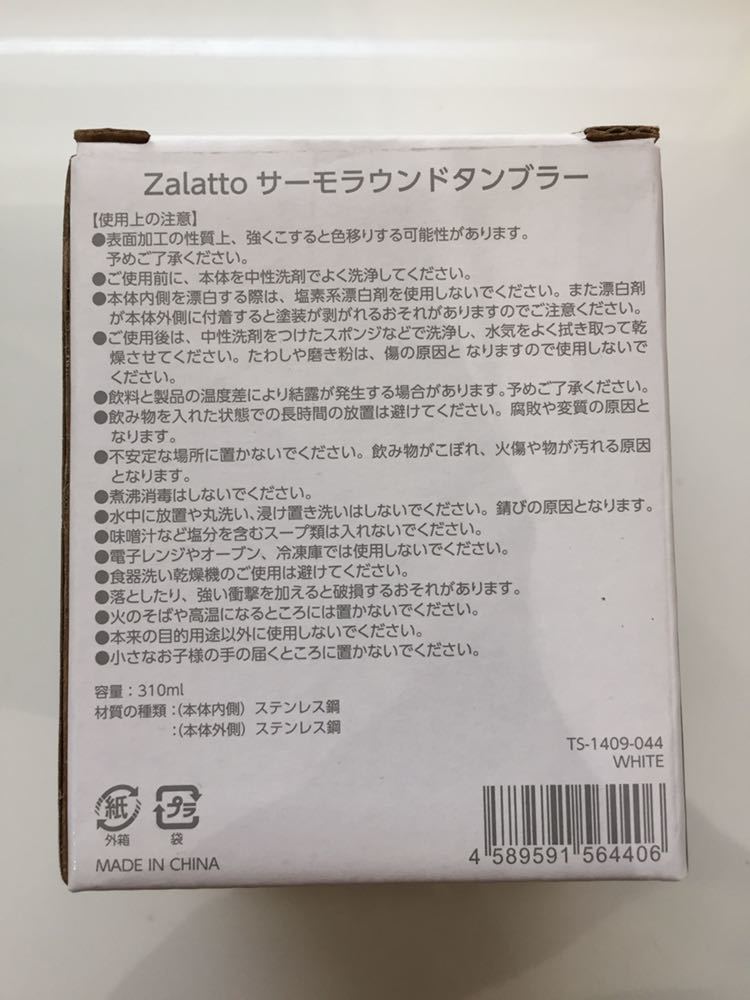 Zalatto サーモラウンドタンブラー
【使用上の注意】
●表面加工の性質上、強くこすると色移りする可能性があります。
予めご了承ください。
●ご使用前に、本体を中性洗剤でよく洗浄してください。
●本体内側を漂白する際は、塩素系漂白剤を使用しないでください。また漂白剤
が本体外側に付着すると塗装が剥がれるおそれがありますのでご注意ください。
●ご使用後は、中性洗剤をつけたスポンジなどで洗浄し、水気をよく拭き取って乾
燥させてください。たわしや磨き粉は、傷の原因と なりますので使用しないで
ください。
●飲料と製品の温度差により結露が発生する場合があります。予めご了承ください。
●飲み物を入れた状態での長時間の放置は避けてください。腐敗や変質の原因と
なります。
●不安定な場所に置かないでください。飲み物がこぼれ、火傷や物が汚れる原因
となります。
●煮沸消毒はしないでください。
●水中に放置や丸洗い、浸け置き洗いはしないでください。錆びの原因となります。
●味噌汁など塩分を含むスープ類は入れないでください。
●電子レンジやオーブン、冷凍庫では使用しないでください。
●食器洗い乾燥機のご使用は避けてください。
●落としたり、強い衝撃を加えると破損するおそれがあります。
●火のそばや高温になるところには置かないでください。
●本来の目的用途以外に使用しないでください。
●小さなお子様の手の届くところに置かないでください。
容量：310ml
材質の種類：(本体内側) ステンレス鋼
：(本体外側) ステンレス鋼
TS-1409-044
WHITE
紙
外箱
プラ
袋
MADE IN CHINA
4 589591 564406